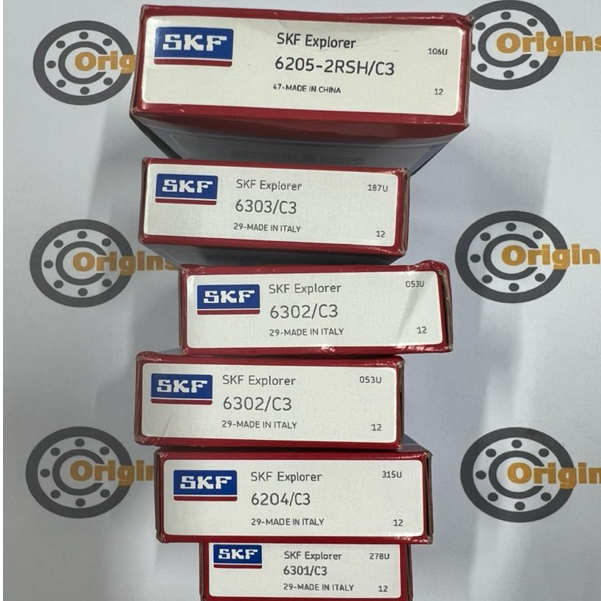 Origins
Origins
SKF
SKF Explorer
106U
6205-2RSH/C3
47-MADE IN CHINA
12
SKF
SKF Explorer
187U
6303/C3
29-MADE IN ITALY
12
Origins
Origins
SKF
SKF Explorer
053U
6302/C3
29-MADE IN ITALY
12
SKF
SKF Explorer
053U
6302/C3
29-MADE IN ITALY
12
Origins
Origins
SKF
SKF Explorer
315U
6204/C3
29-MADE IN ITALY
12
SKF
SKF Explorer
278U
6301/C3
29-MADE IN ITALY
12